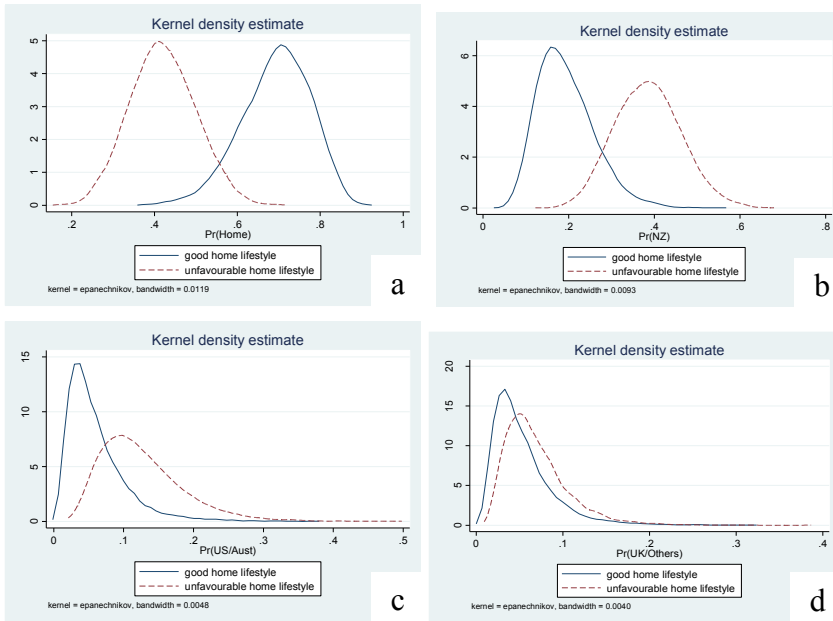 Kernel density estimate
5
4
3
2
1
0
.2 .4 .6 .8 1
Pr(Home)
good home lifestyle
unfavourable home lifestyle
kernel = epanechnikov, bandwidth = 0.0119
a
Kernel density estimate
6
4
2
0
0 .2 .4 .6 .8
Pr(NZ)
good home lifestyle
unfavourable home lifestyle
kernel = epanechnikov, bandwidth = 0.0093
b
Kernel density estimate
15
10
5
0
0 .1 .2 .3 .4 .5
Pr(US/Aust)
good home lifestyle
unfavourable home lifestyle
kernel = epanechnikov, bandwidth = 0.0048
c
Kernel density estimate
20
15
10
5
0
0 .1 .2 .3 .4
Pr(UK/Others)
good home lifestyle
unfavourable home lifestyle
kernel = epanechnikov, bandwidth = 0.0040
d